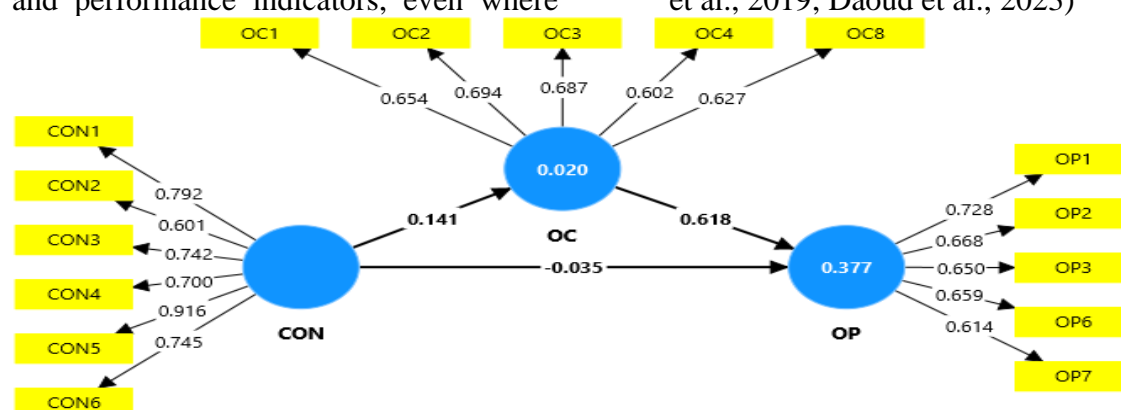 and performance indicators, even where
et al., 2019; Daoud et al., 2023)
OC1 OC2 OC3 OC4 OC8
0.654 0.694 0.687 0.602 0.627
CON1
CON2
CON3
CON4
CON5
CON6
0.792
0.601
0.742
0.700
0.916
0.745
CON
0.141
0.020
OC
0.618
-0.035
0.377
OP
0.728
0.668
0.650
0.659
0.614
OP1
OP2
OP3
OP6
OP7